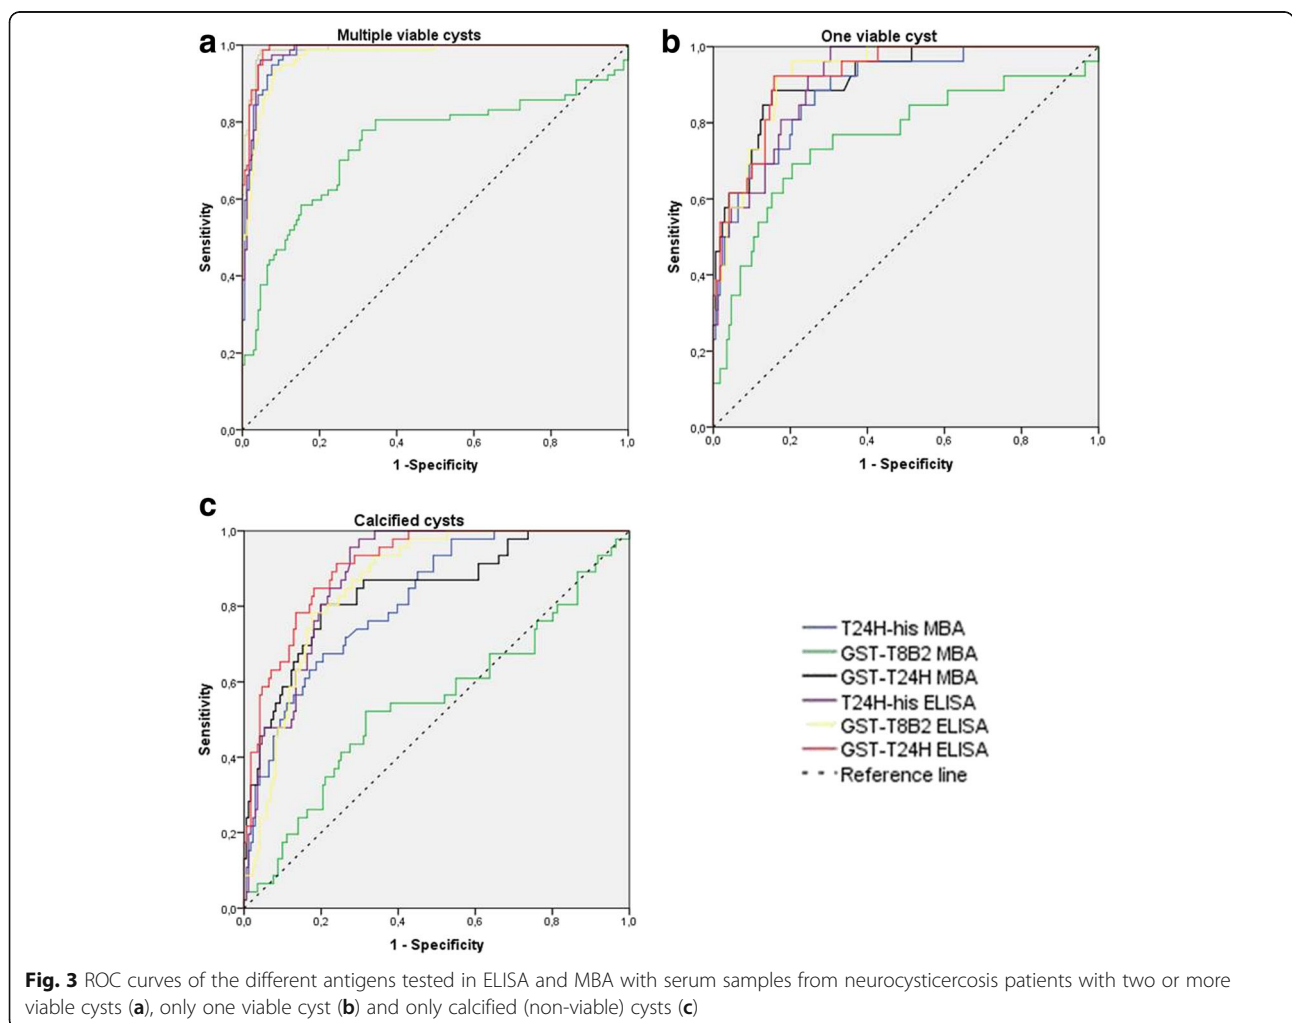 a
Multiple viable cysts
1,0
0,8
0,6
0,4
0,2
0,0
Sensitivity
0,0 0,2 0,4 0,6 0,8 1,0
1 -Specificity
b
One viable cyst
1,0
0,8
0,6
0,4
0,2
0,0
Sensitivity
0,0 0,2 0,4 0,6 0,8 1,0
1 - Specificity
c
Calcified cysts
1,0
0,8
0,6
0,4
0,2
0,0
Sensitivity
0,0 0,2 0,4 0,6 0,8 1,0
1 - Specificity
T24H-his MBA
GST-T8B2 MBA
GST-T24H MBA
T24H-his ELISA
GST-T8B2 ELISA
GST-T24H ELISA
Reference line
Fig. 3 ROC curves of the different antigens tested in ELISA and MBA with serum samples from neurocysticercosis patients with two or more
viable cysts (a), only one viable cyst (b) and only calcified (non-viable) cysts (c)